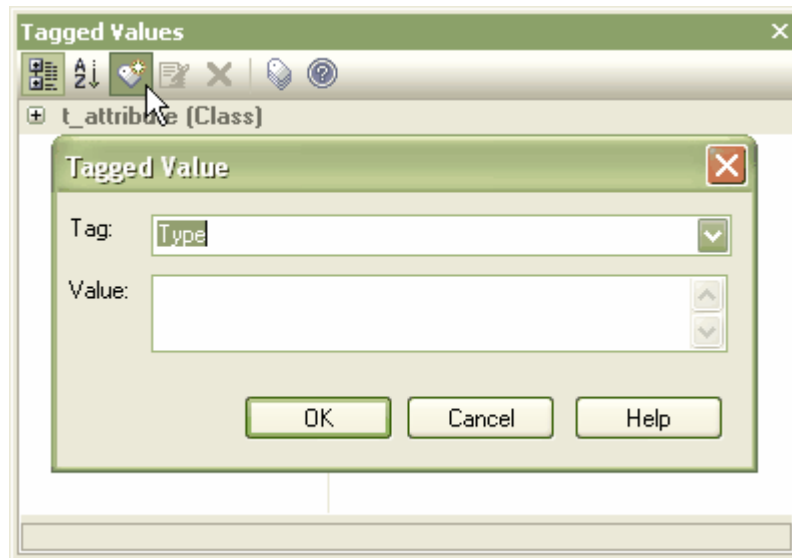 Tagged Values
t_attribute (Class)
Tagged Value
Tag: Type
Value:
OK Cancel Help